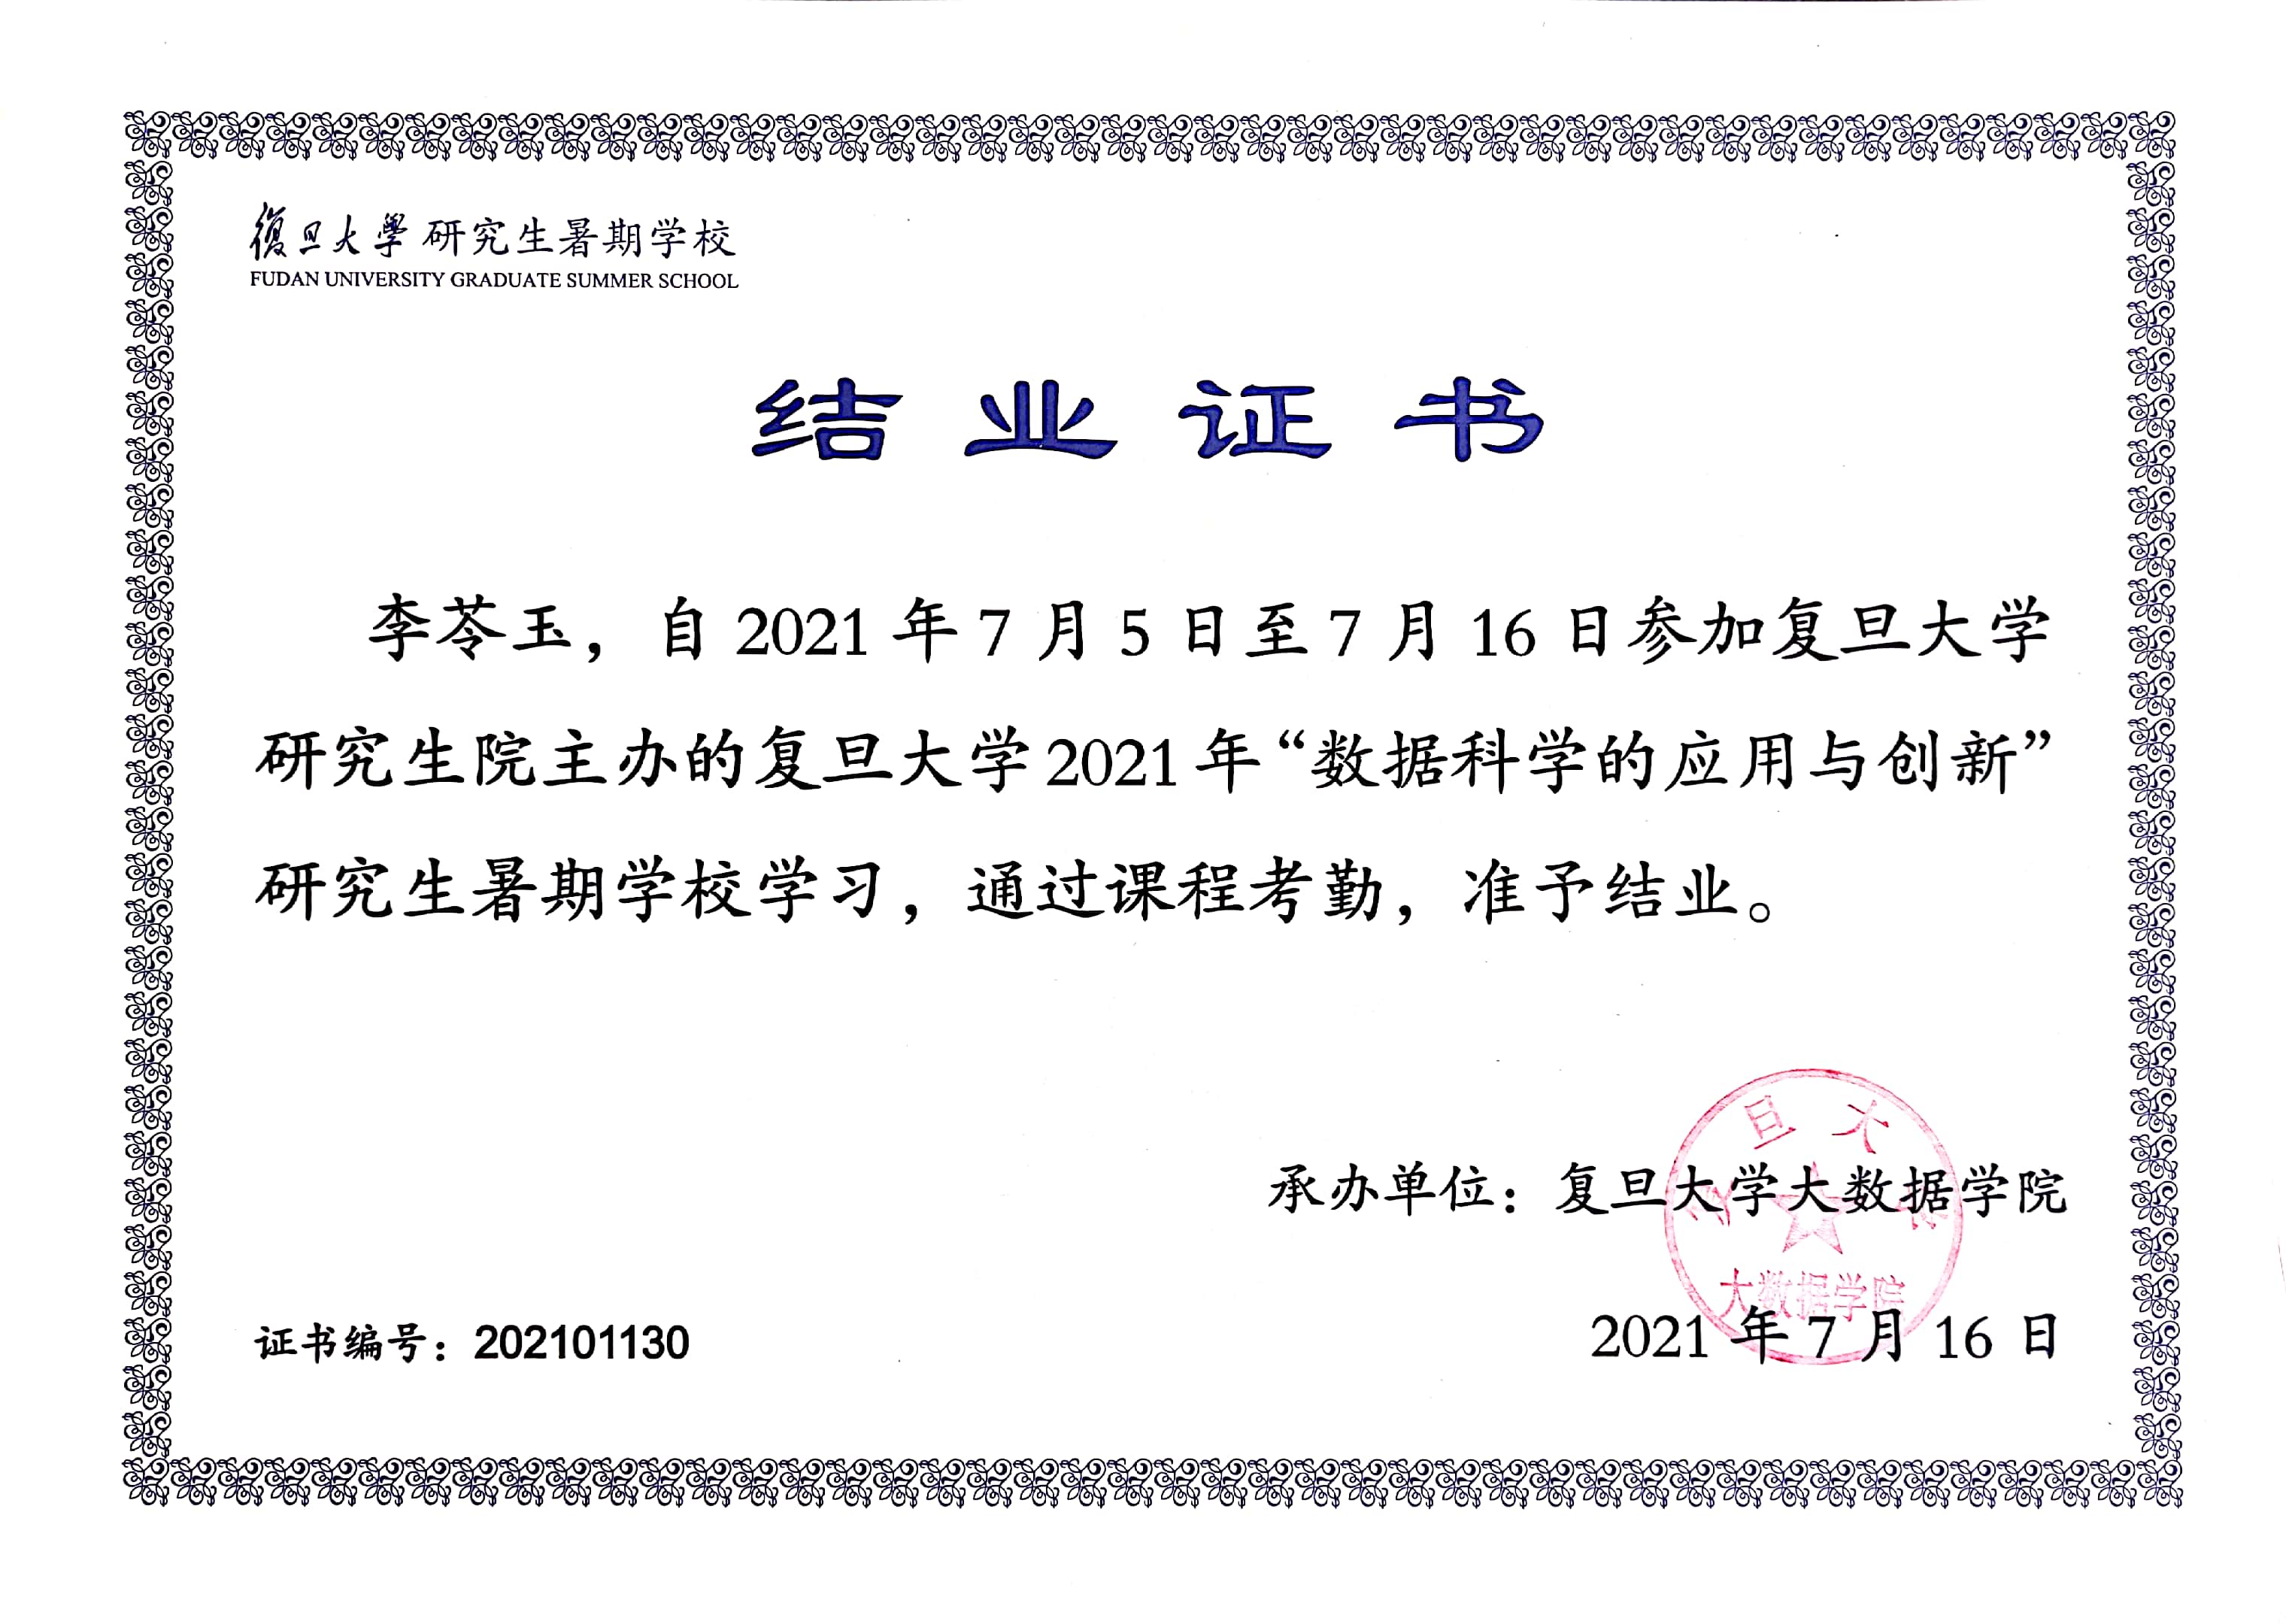 復旦大學 研究生暑期学校
FUDAN UNIVERSITY GRADUATE SUMMER SCHOOL
结业证书
李苓玉，自 2021 年 7 月 5 日至 7 月 16 日参加复旦大学
研究生院主办的复旦大学 2021 年“数据科学的应用与创新”
研究生暑期学校学习，通过课程考勤，准予结业。
旦大
承办单位：复旦大学大数据学院
大数据学院
证书编号：202101130
2021 年 7 月 16 日